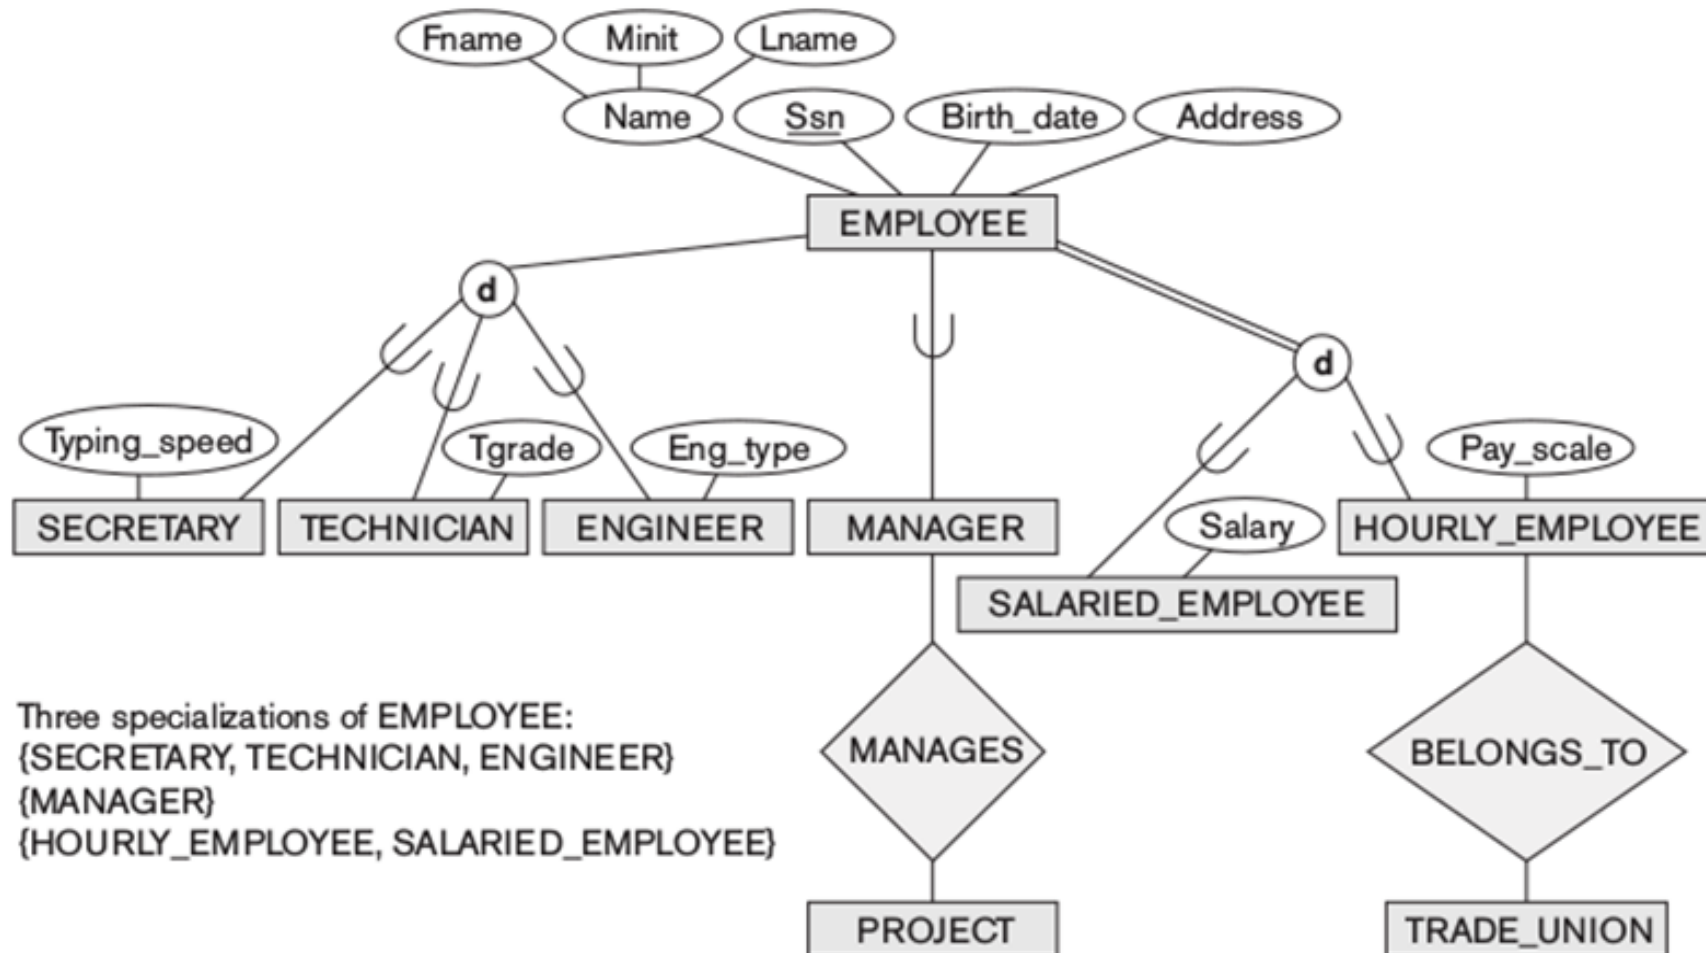 Fname Minit Lname
Name Ssn Birth_date Address
EMPLOYEE
d
d
Typing_speed Tgrade Eng_type Pay_scale
SECRETARY TECHNICIAN ENGINEER MANAGER Salary HOURLY_EMPLOYEE
SALARIED_EMPLOYEE
Three specializations of EMPLOYEE:
{SECRETARY, TECHNICIAN, ENGINEER}
{MANAGER}
{HOURLY_EMPLOYEE, SALARIED_EMPLOYEE}
MANAGES BELONGS_TO
PROJECT TRADE_UNION